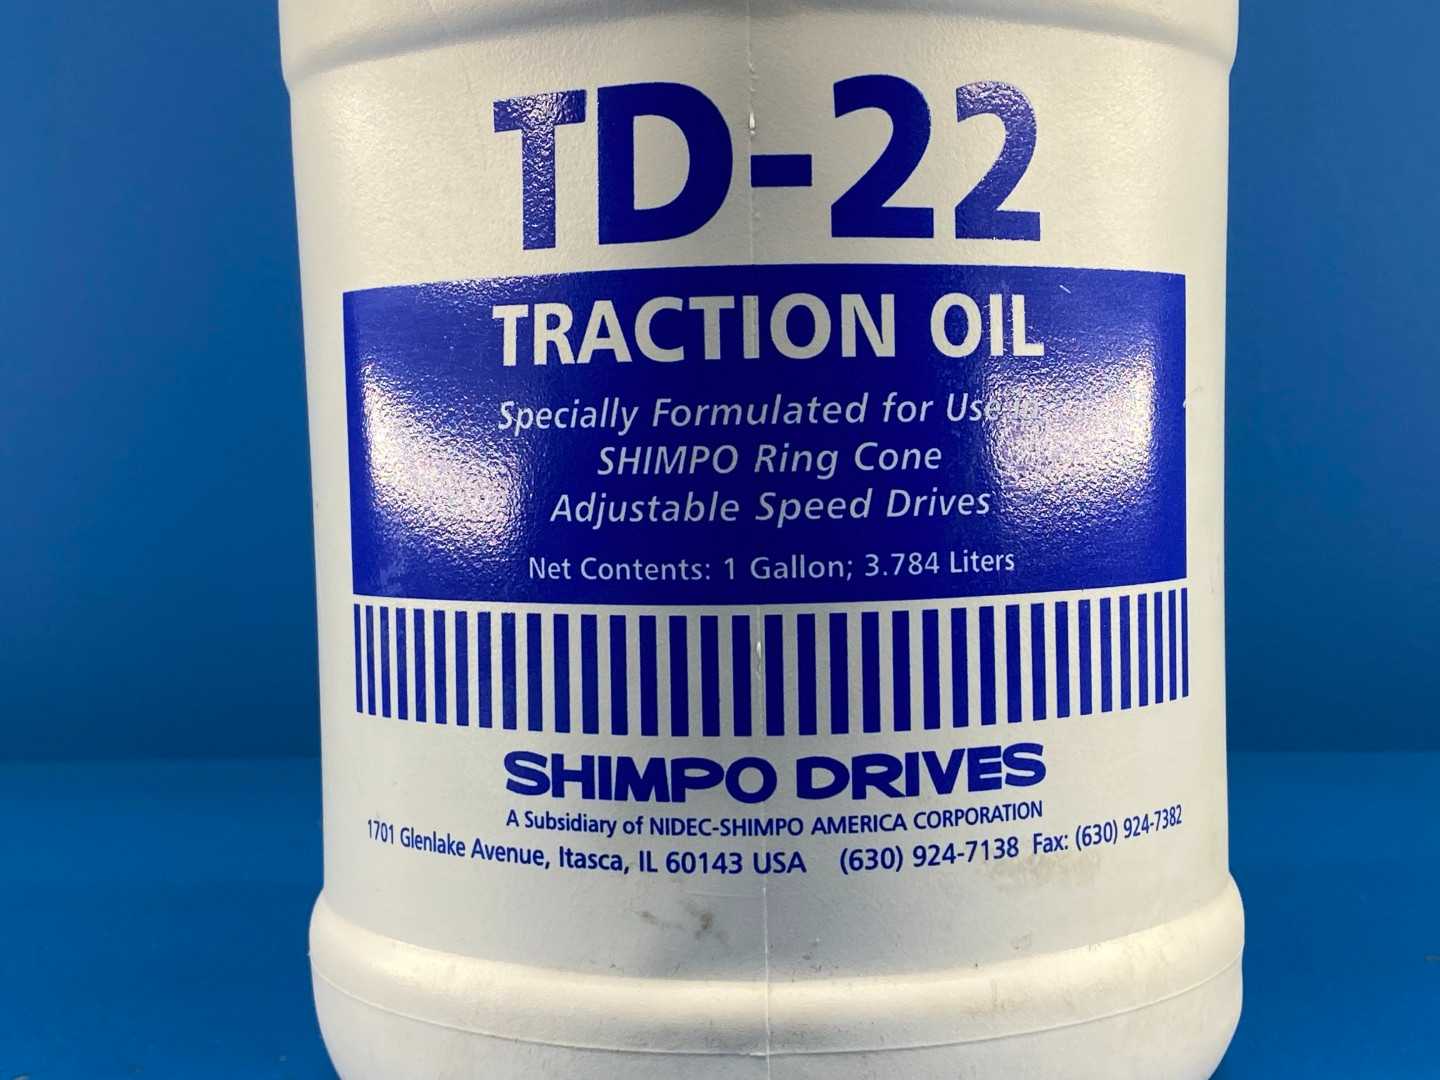 TD-22
TRACTION OIL
Specially Formulated for Use in
SHIMPO Ring Cone
Adjustable Speed Drives
Net Contents: 1 Gallon; 3.784 Liters
SHIMPO DRIVES
A Subsidiary of NIDEC-SHIMPO AMERICA CORPORATION
1701 Glenlake Avenue, Itasca, IL 60143 USA (630) 924-7138 Fax: (630) 924-7382